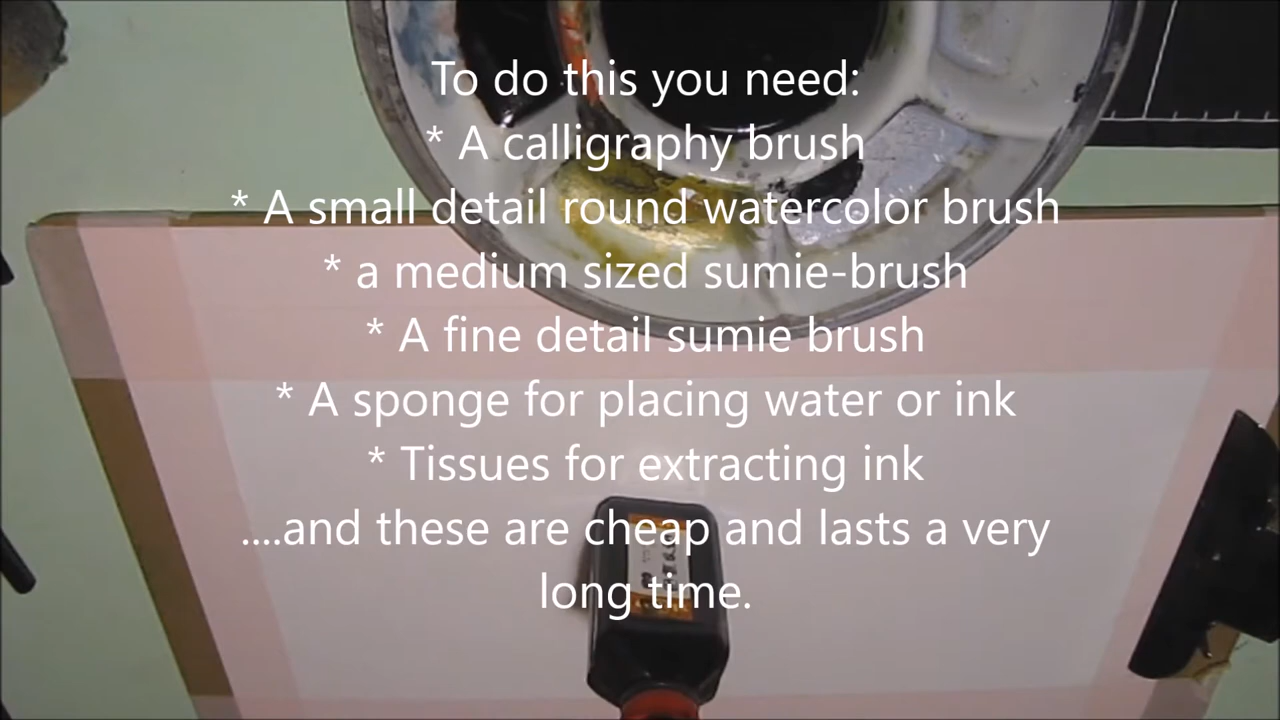 To do this you need:
* A calligraphy brush
* A small detail round watercolor brush
* a medium sized sumie-brush
* A fine detail sumie brush
* A sponge for placing water or ink
* Tissues for extracting ink
....and these are cheap and lasts a very
long time.